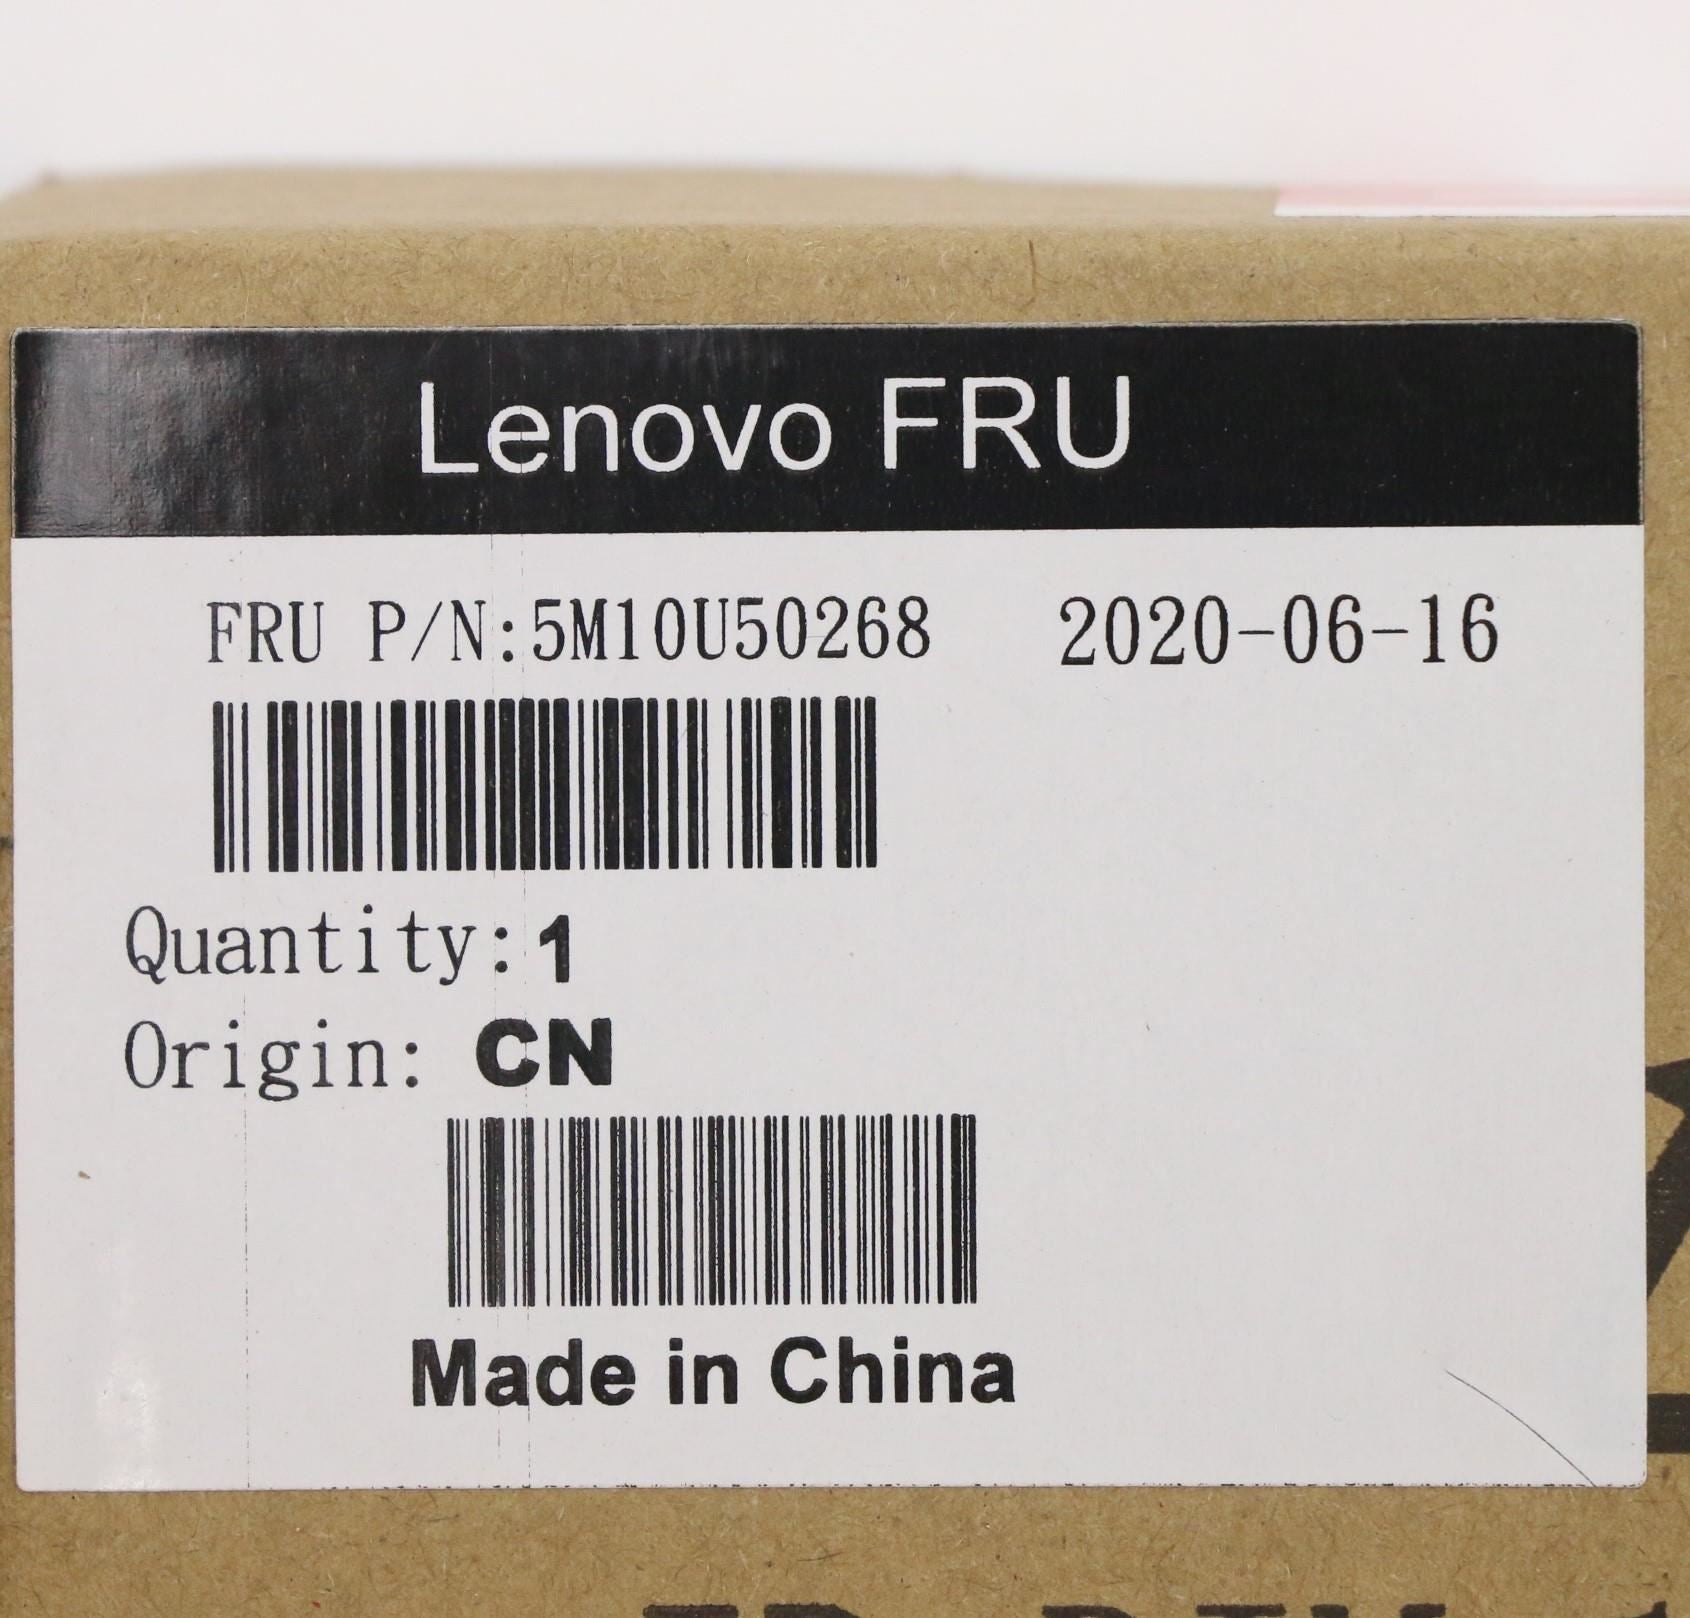 Lenovo FRU
FRU P/N:5M10U50268 2020-06-16
Quantity:1
Origin: CN
Made in China